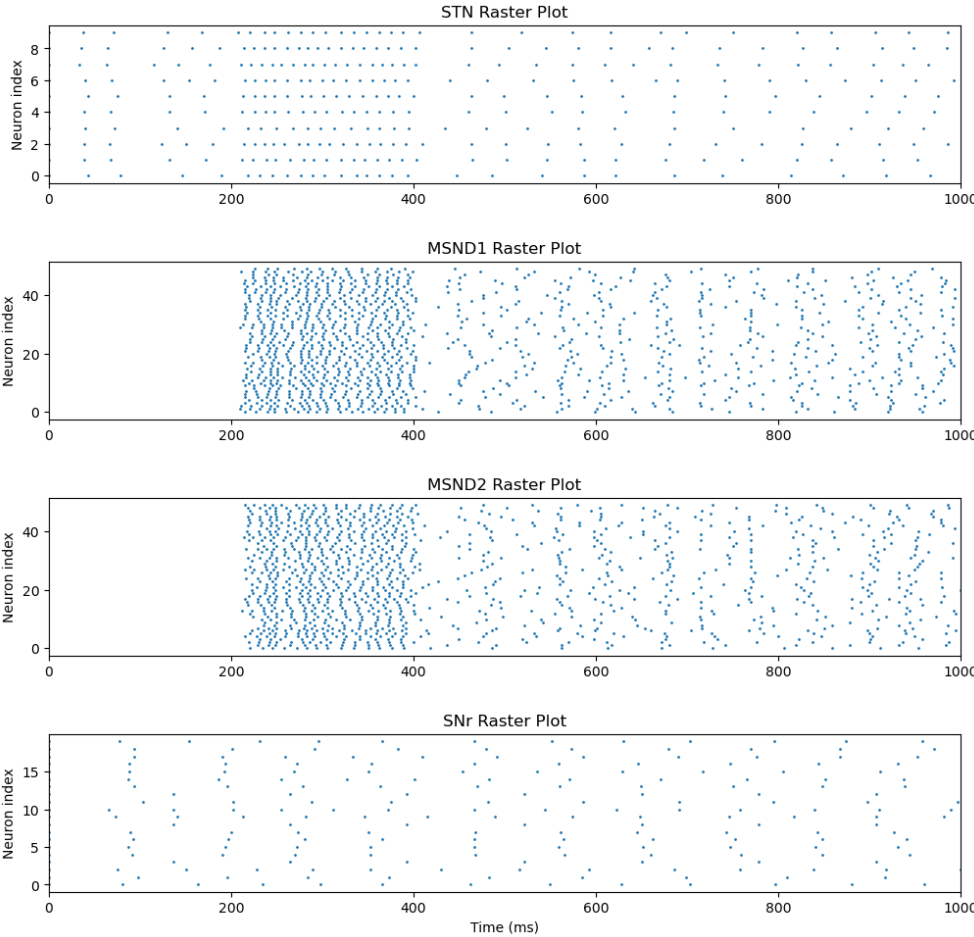 STN Raster Plot
Neuron index
8
6
4
2
0
0 200 400 600 800 1000
MSND1 Raster Plot
Neuron index
40
20
0
0 200 400 600 800 1000
MSND2 Raster Plot
Neuron index
40
20
0
0 200 400 600 800 1000
SNr Raster Plot
Neuron index
15
10
5
0
0 200 400 600 800 1000
Time (ms)